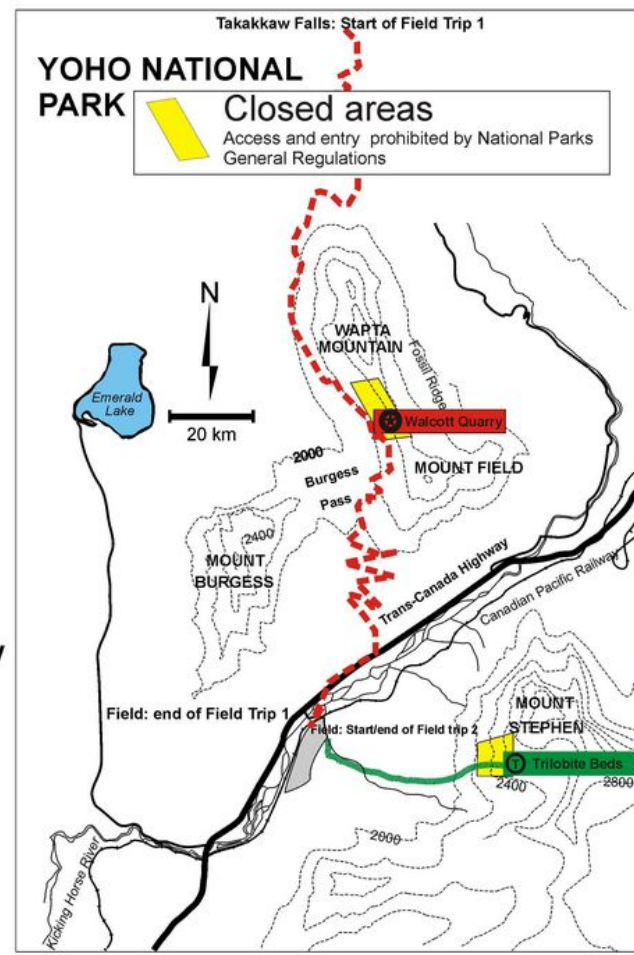 Takakkaw Falls: Start of Field Trip 1
YOHO NATIONAL
PARK
Closed areas
Access and entry prohibited by National Parks
General Regulations
N
WAPTA
MOUNTAIN
Fossil Ridge
Emerald
Lake
20 km
Walcott Quarry
2000
Burgess
Pass
MOUNT FIELD
2400
MOUNT
BURGESS
Trans-Canada Highway
Canadian Pacific Railway
Field: end of Field Trip 1
Field: Start/end of Field trip 2
MOUNT
STEPHEN
T
Trilobite Beds
2400
2800
2000
Kicking Horse River